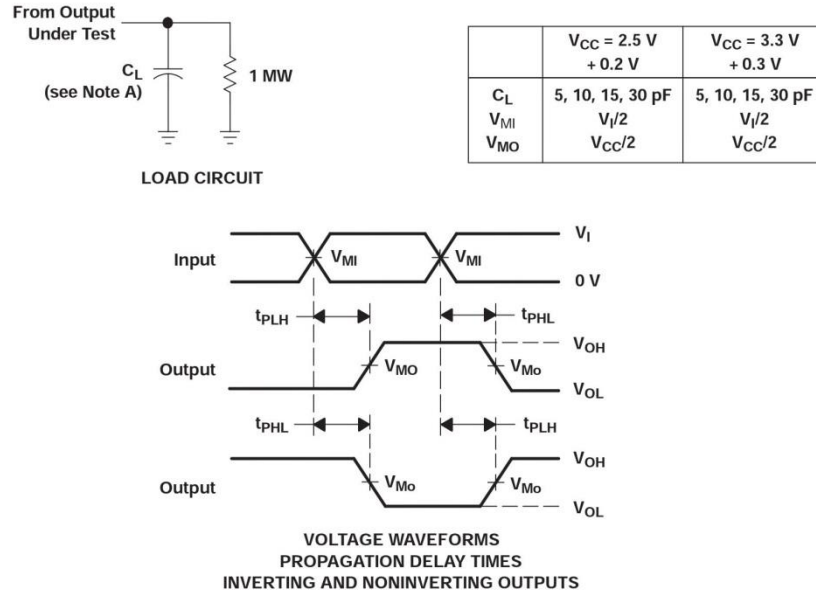 From Output
Under Test
C_L
(see Note A)
1 MW
LOAD CIRCUIT
V_CC = 2.5 V
+ 0.2 V
V_CC = 3.3 V
+ 0.3 V
C_L 5, 10, 15, 30 pF 5, 10, 15, 30 pF
V_MI V_I/2 V_I/2
V_MO V_CC/2 V_CC/2
Input V_MI V_MI V_I
0 V
t_PLH t_PHL
Output V_MO V_Mo V_OH
V_OL
t_PHL t_PLH
Output V_Mo V_Mo V_OH
V_OL
VOLTAGE WAVEFORMS
PROPAGATION DELAY TIMES
INVERTING AND NONINVERTING OUTPUTS